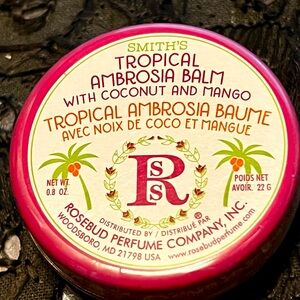 SMITH'S
TROPICAL
AMBROSIA BALM
WITH COCONUT AND MANGO
TROPICAL AMBROSIA BAUME
AVEC NOIX DE COCO ET MANGUE
NET WT.
0.8 OZ.
R
S
S
POIDS NET
AVOIR. 22 G
DISTRIBUTED BY / DISTRIBUÉ PAR
ROSEBUD PERFUME COMPANY, INC.
WOODSBORO, MD 21798 USA www.rosebudperfume.com